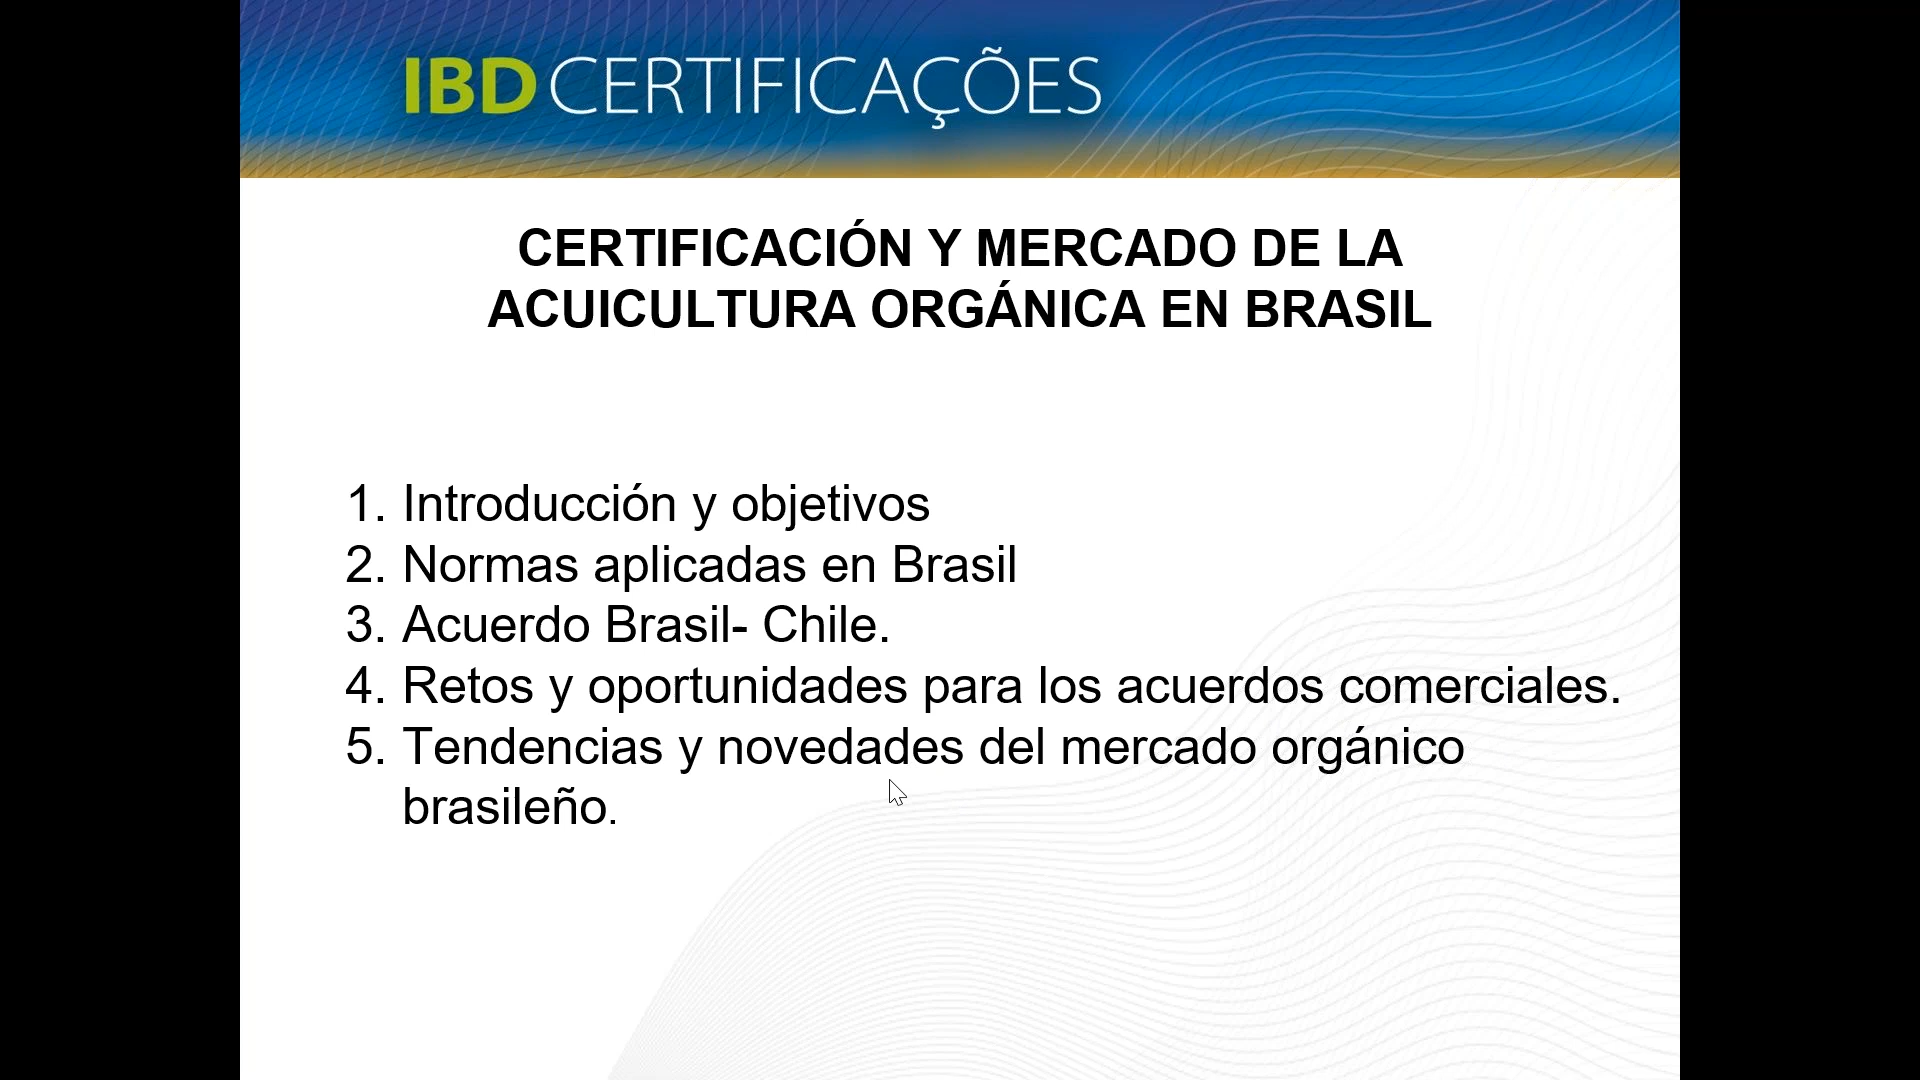 IBD CERTIFICAÇÕES
CERTIFICACIÓN Y MERCADO DE LA
ACUICULTURA ORGÁNICA EN BRASIL
1. Introducción y objetivos
2. Normas aplicadas en Brasil
3. Acuerdo Brasil- Chile.
4. Retos y oportunidades para los acuerdos comerciales.
5. Tendencias y novedades del mercado orgánico
brasileño.